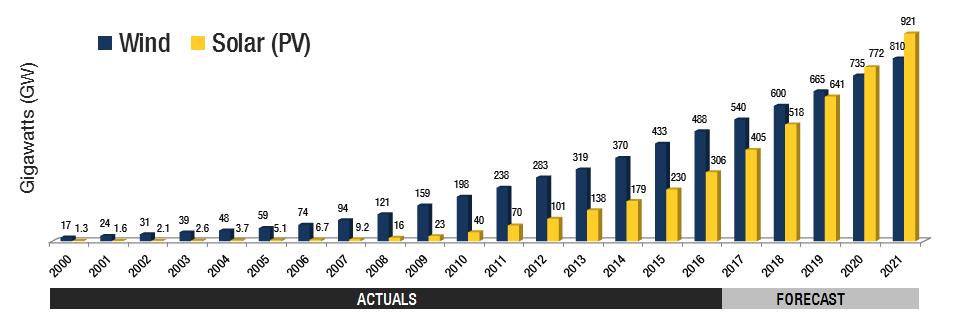 Wind Solar (PV)
Gigawatts (GW)
17 1.3 24 1.6 31 2.1 39 2.6 48 3.7 59 5.1 74 6.7 94 9.2 121 16 159 23 198 40 238 70 283 101 319 138 370 179 433 230 488 306 540 405 600 518 665 641 735 772 810 921
2000 2001 2002 2003 2004 2005 2006 2007 2008 2009 2010 2011 2012 2013 2014 2015 2016 2017 2018 2019 2020 2021
ACTUALS FORECAST